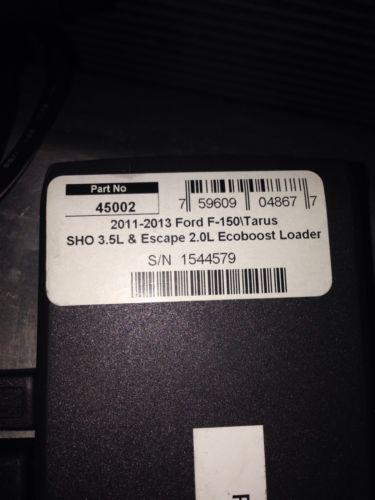 Part No
45002
7 59609 04867 7
2011-2013 Ford F-150\Tarus
SHO 3.5L & Escape 2.0L Ecoboost Loader
S/N 1544579